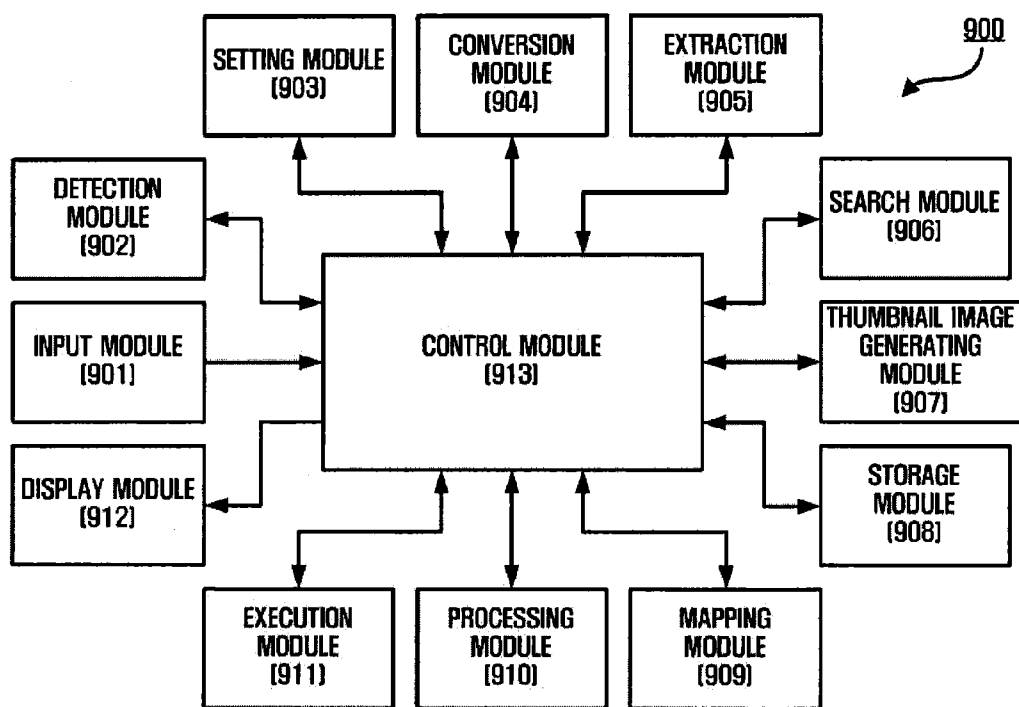 900
SETTING MODULE
(903)
CONVERSION
MODULE
(904)
EXTRACTION
MODULE
(905)
DETECTION
MODULE
(902)
SEARCH MODULE
(906)
INPUT MODULE
(901)
CONTROL MODULE
(913)
THUMBNAIL IMAGE
GENERATING
MODULE
(907)
DISPLAY MODULE
(912)
STORAGE
MODULE
(908)
EXECUTION
MODULE
(911)
PROCESSING
MODULE
(910)
MAPPING
MODULE
(909)